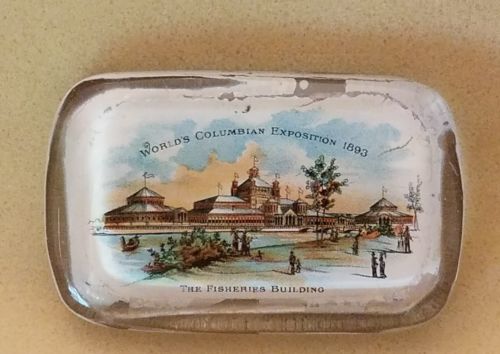 World's Columbian Exposition 1893
The Fisheries Building